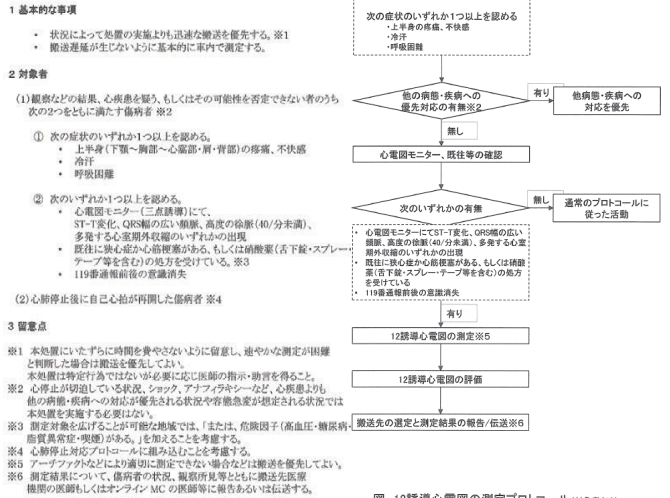 1 基本的な事項
・ 状況によって処置の実施よりも迅速な搬送を優先する。※1
・ 搬送遅延が生じないように基本的に車内で測定する。
2 対象者
(1)観察などの結果、心疾患を疑う、もしくはその可能性を否定できない者のうち
次の2つをともに満たす傷病者 ※2
① 次の症状のいずれか1つ以上を認める。
・ 上半身(下顎~胸部~心窩部・肩・背部)の疼痛、不快感
・ 冷汗
・ 呼吸困難
② 次のいずれか1つ以上を認める。
・ 心電図モニター(三点誘導)にて、
ST-T変化、QRS幅の広い頻脈、高度の徐脈(40/分未満)、
多発する心室期外収縮のいずれかの出現
・ 既往に狭心症か心筋梗塞がある、もしくは硝酸薬(舌下錠・スプレー・
テープ等を含む)の処方を受けている。※3
・ 119番通報前後の意識消失
(2)心肺停止後に自己心拍が再開した傷病者 ※4
3 留意点
※1 本処置にいたずらに時間を費やさないように留意し、速やかな測定が困難
と判断した場合は搬送を優先してよい。
本処置は特定行為ではないが必要に応じ医師の指示・助言を得ること。
※2 心停止が切迫している状況、ショック、アナフィラキシーなど、心疾患よりも
他の病態・疾病への対応が優先される状況や容態急変が想定される状況では
本処置を実施する必要はない。
※3 測定対象を広げることが可能な地域では、「または、危険因子(高血圧・糖尿病・
脂質異常症・喫煙)がある。」を加えることを考慮する。
※4 心肺停止対応プロトコールに組み込むことを考慮する。
※5 アーチファクトなどにより適切に測定できない場合などは搬送を優先してよい。
※6 測定結果について、傷病者の状況、観察所見等とともに搬送先医療
機関の医師もしくはオンラインMCの医師等に報告あるいは伝送する。
次の症状のいずれか1つ以上を認める
・上半身の疼痛、不快感
・冷汗
・呼吸困難
他の病態・疾病への
優先対応の有無※2
有り
他病態・疾病への
対応を優先
無し
心電図モニター、既往等の確認
次のいずれかの有無
無し
通常のプロトコールに
従った活動
・ 心電図モニターにてST-T変化、QRS幅の広い
頻脈、高度の徐脈(40/分未満)、多発する心室
期外収縮のいずれかの出現
・ 既往に狭心症か心筋梗塞がある、もしくは硝酸
薬(舌下錠・スプレー・テープ等を含む)の処方
を受けている
・ 119番通報前後の意識消失
有り
12誘導心電図の測定※5
12誘導心電図の評価
搬送先の選定と測定結果の報告/伝送※6
図 12誘導心電図の測定プロトコール